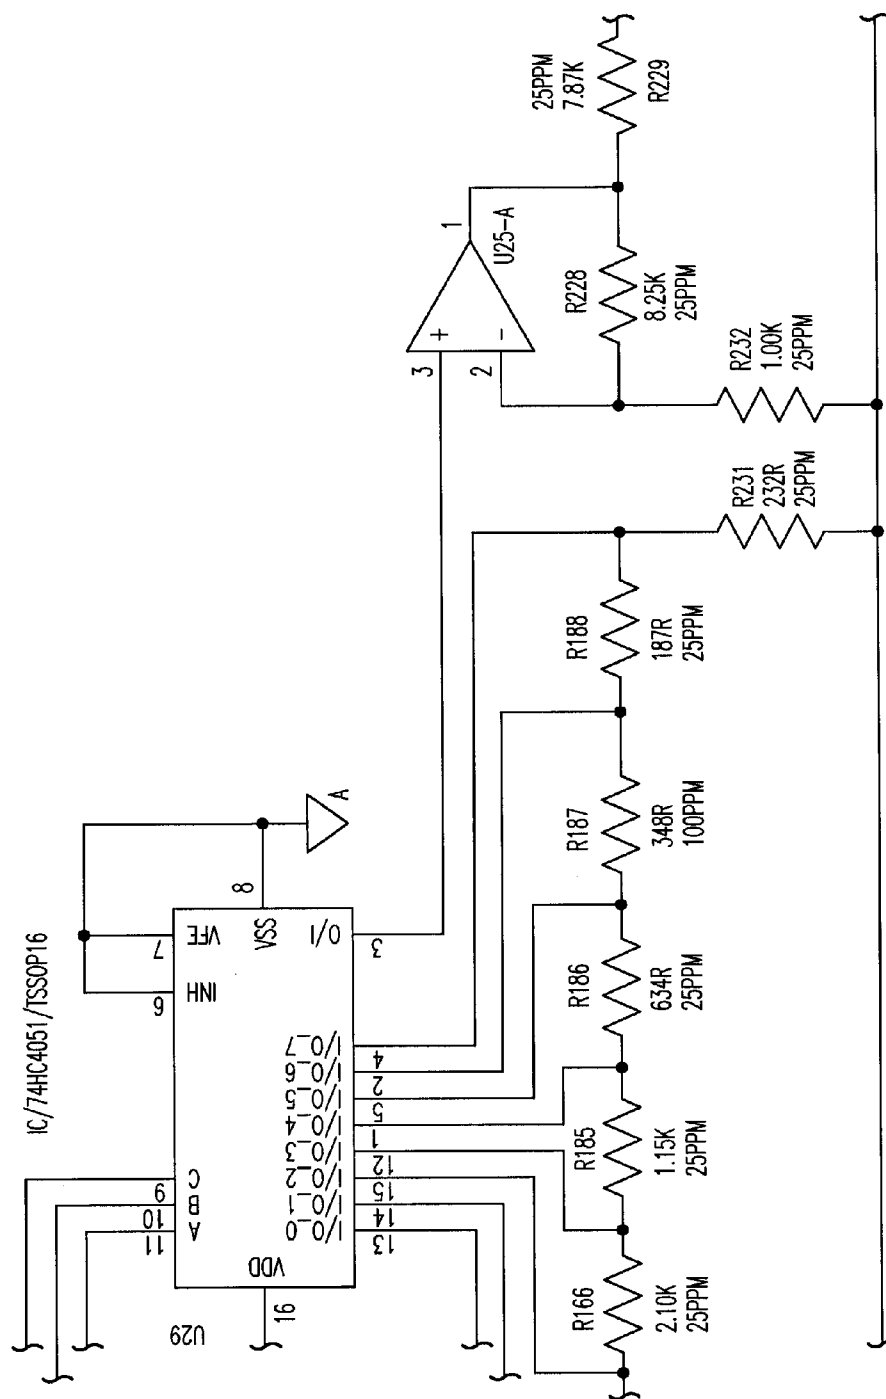 IC/74HC4051/TSSOP16
U29
VDD
16
A
B
C
11
10
9
INH
6
VFE
7
VSS
8
A
O/I
3
I/O_0
I/O_1
I/O_2
I/O_3
I/O_4
I/O_5
I/O_6
I/O_7
13
14
15
12
1
5
2
4
3
+
2
-
1
U25-A
25PPM
7.87K
R229
R228
8.25K
25PPM
R166
2.10K
25PPM
R185
1.15K
25PPM
R186
634R
25PPM
R187
348R
100PPM
R188
187R
25PPM
R231
232R
25PPM
R232
1.00K
25PPM